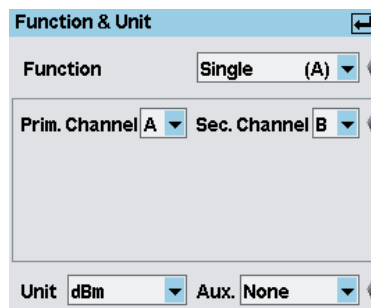 Function & Unit
Function Single (A)
Prim. Channel A Sec. Channel B
Unit dBm Aux. None